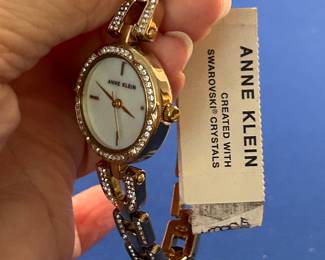 ANNE KLEIN
ANNE KLEIN
CREATED WITH
SWAROVSKI® CRYSTALS